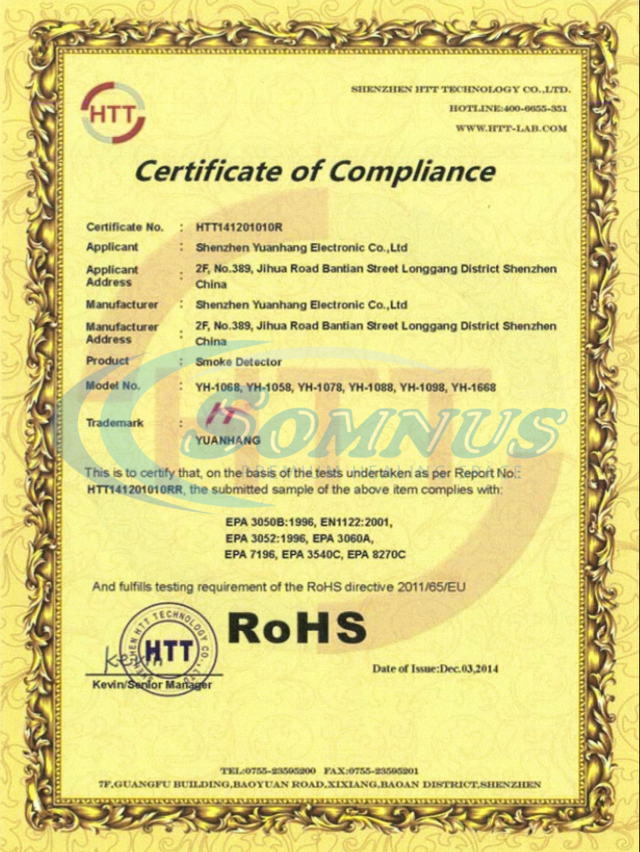 HTT
SHENZHEN HTT TECHNOLOGY CO.,LTD.
HOTLINE:400-6655-351
WWW.HTT-LAB.COM
Certificate of Compliance
Certificate No. : HTT141201010R
Applicant : Shenzhen Yuanhang Electronic Co.,Ltd
Applicant Address : 2F, No.389, Jihua Road Bantian Street Longgang District Shenzhen
China
Manufacturer : Shenzhen Yuanhang Electronic Co.,Ltd
Manufacturer Address : 2F, No.389, Jihua Road Bantian Street Longgang District Shenzhen
China
Product : Smoke Detector
Model No. : YH-1068, YH-1058, YH-1078, YH-1088, YH-1098, YH-1668
Trademark :
YUANHANG
SOMNUS
This is to certify that, on the basis of the tests undertaken as per Report No.:
HTT141201010RR, the submitted sample of the above item complies with:
EPA 3050B:1996, EN1122:2001,
EPA 3052:1996, EPA 3060A,
EPA 7196, EPA 3540C, EPA 8270C
And fulfills testing requirement of the RoHS directive 2011/65/EU
RoHS
SHENZHEN HTT TECHNOLOGY CO., LTD
HTT
Kevin
Kevin/Senior Manager
Date of Issue:Dec.03,2014
TEL:0755-23595200 FAX:0755-23595201
7F,GUANGFU BUILDING,BAOYUAN ROAD,XIXIANG,BAOAN DISTRICT,SHENZHEN